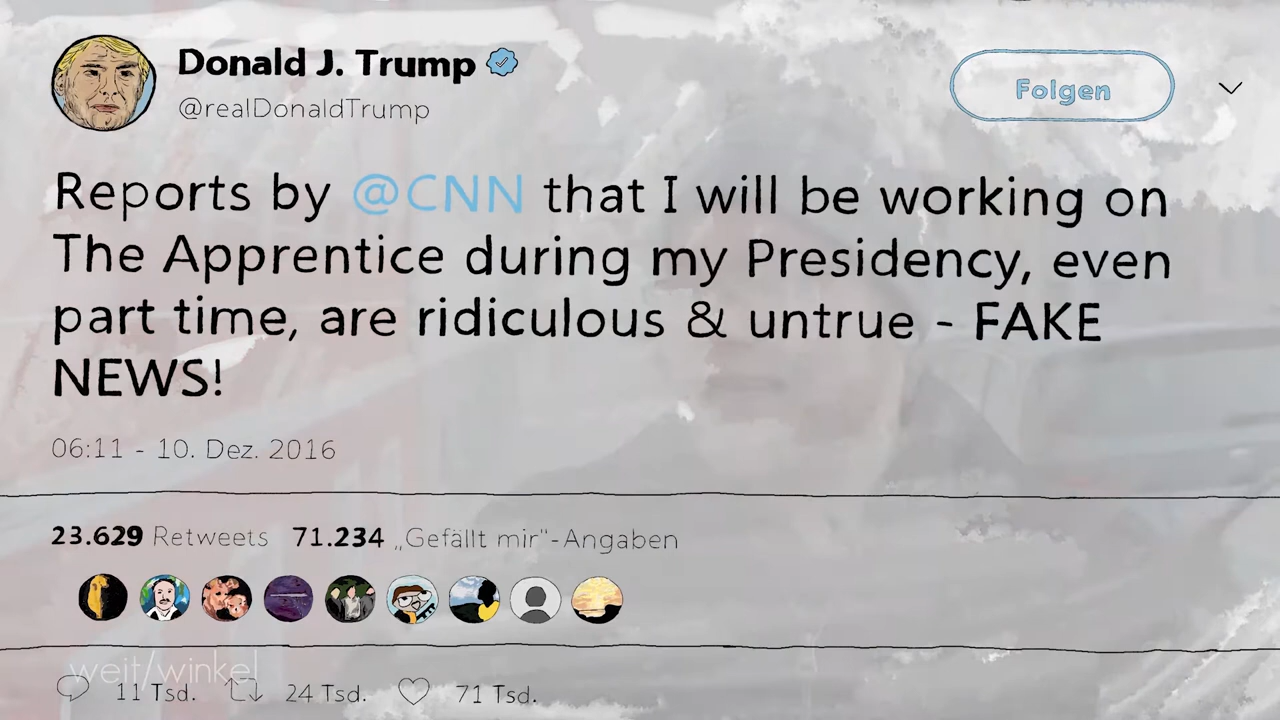 Donald J. Trump
@realDonaldTrump
Folgen
Reports by @CNN that I will be working on
The Apprentice during my Presidency, even
part time, are ridiculous & untrue - FAKE
NEWS!
06:11 - 10. Dez. 2016
23.629 Retweets 71.234 „Gefällt mir"-Angaben
weit/winkel
11 Tsd. 24 Tsd. 71 Tsd.